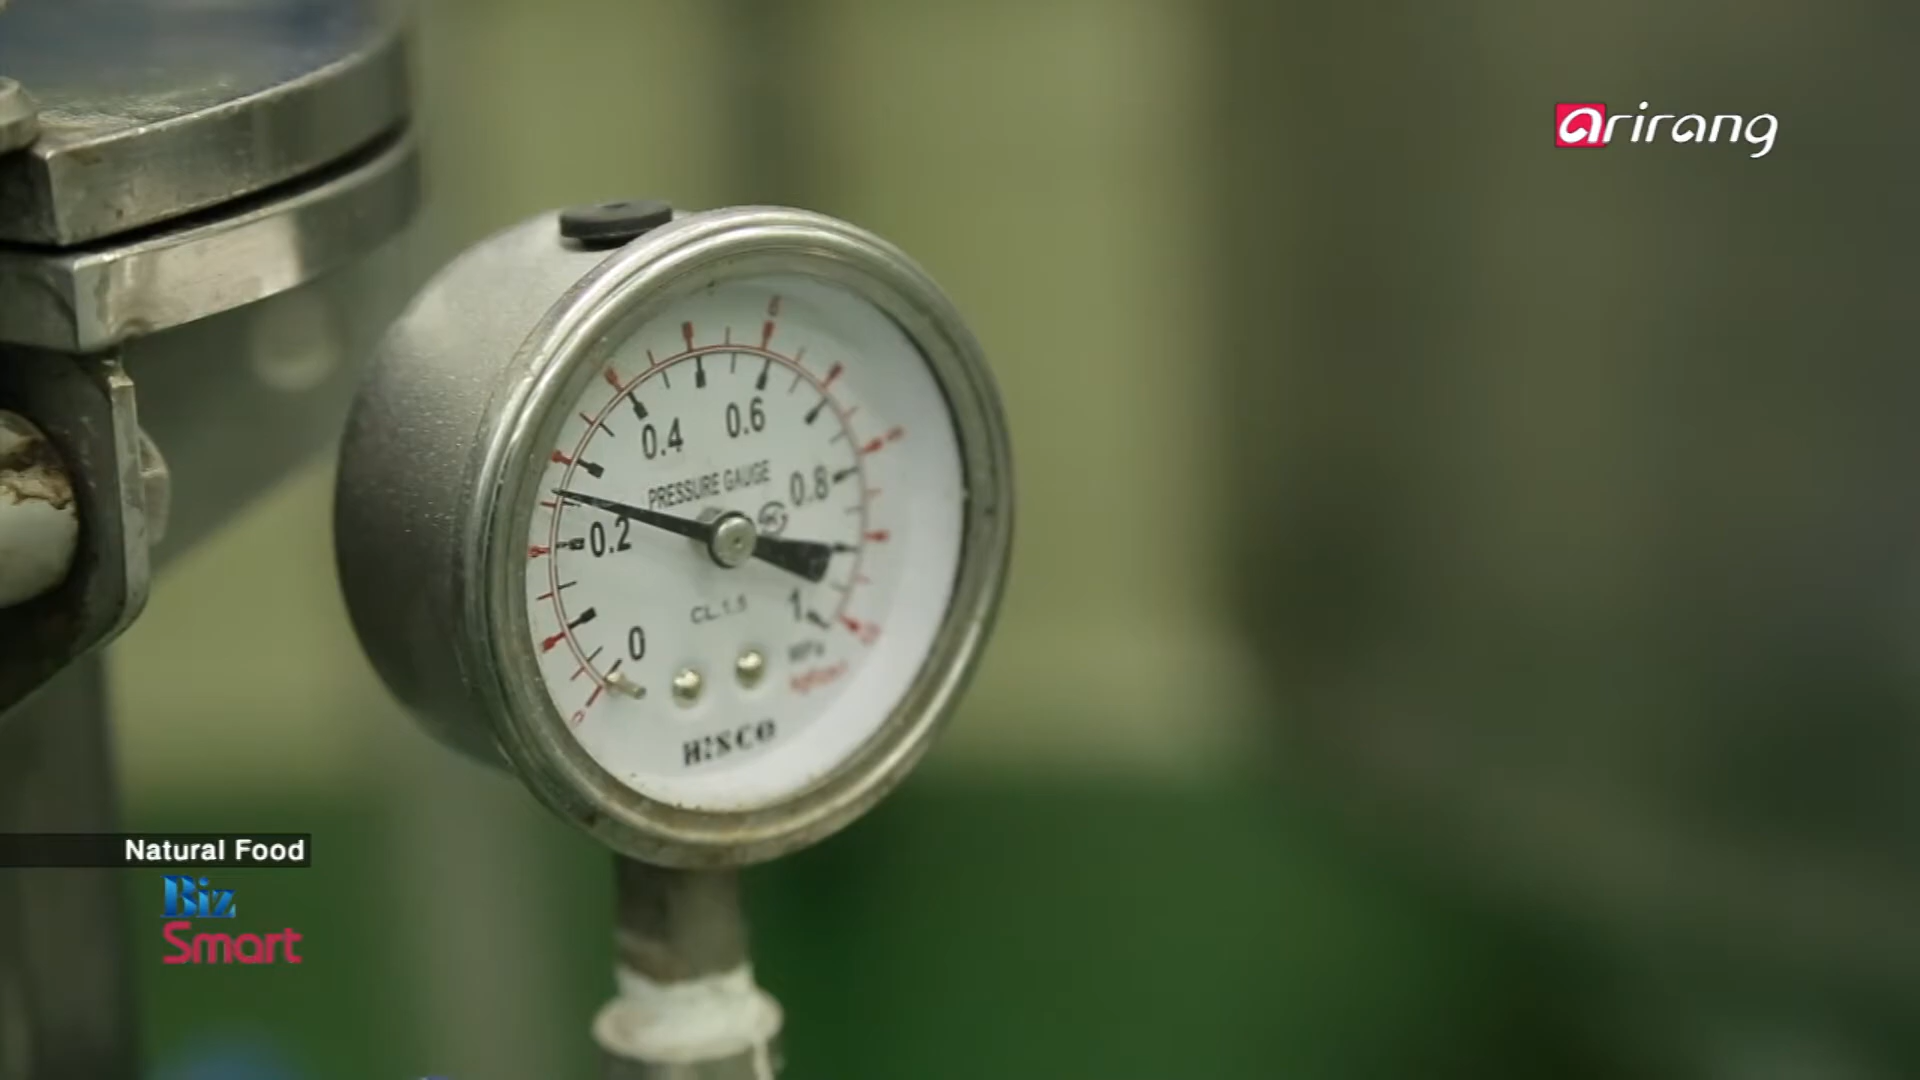 arirang
0.4
0.6
PRESSURE GAUGE
0.8
0.2
CL.1.5
0
1
MPa
HISCO
Natural Food
Biz
Smart